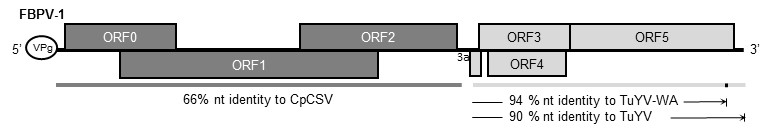 FBPV-1
5' VPg ORF0 ORF2 ORF3 ORF5 3'
ORF1 3a ORF4
66% nt identity to CpCSV
94 % nt identity to TuYV-WA
90 % nt identity to TuYV